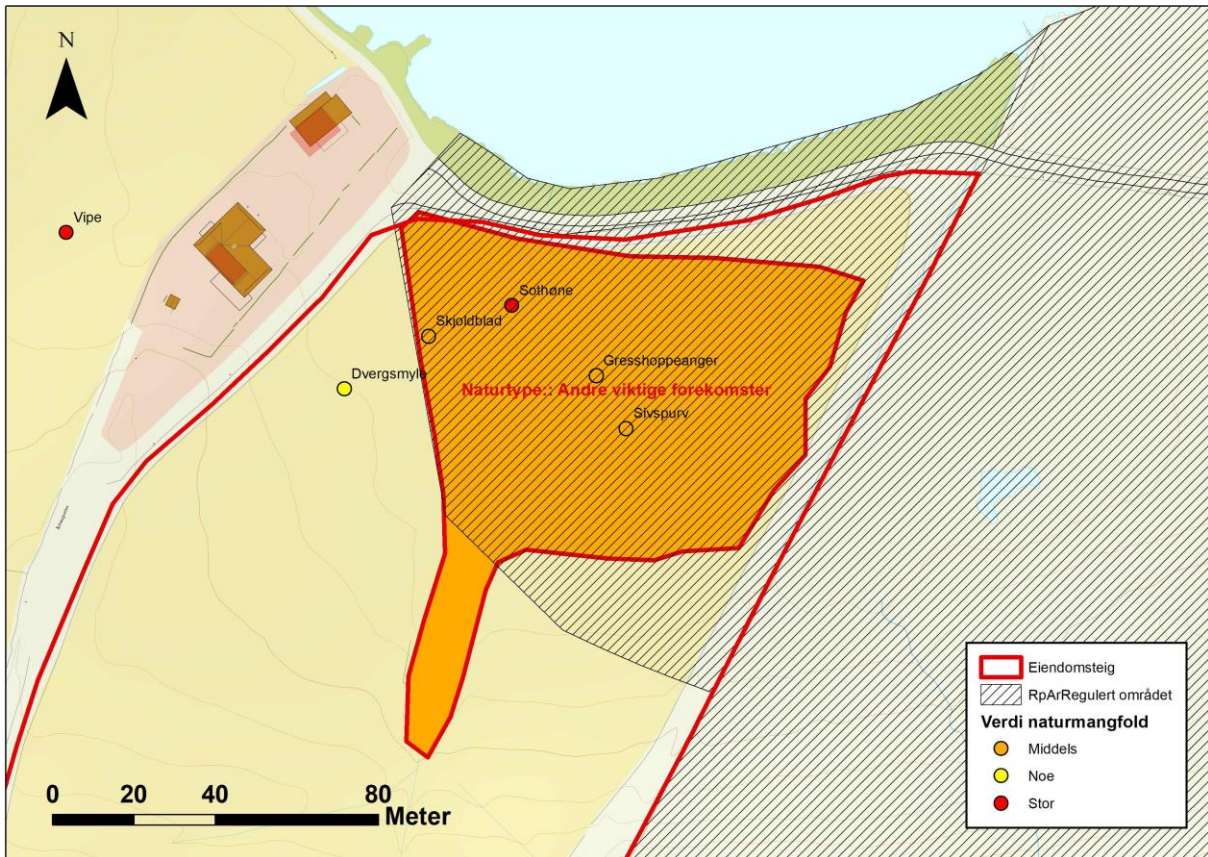 N
Vipe
Sothøne
Skjoldblad
Gresshoppeanger
Dvergsmyle
Naturtype:: Andre viktige forekomster
Sivspurv
Eiendomsteig
RpArRegulert området
Verdi naturmangfold
Middels
Noe
Stor
0 20 40 80
Meter